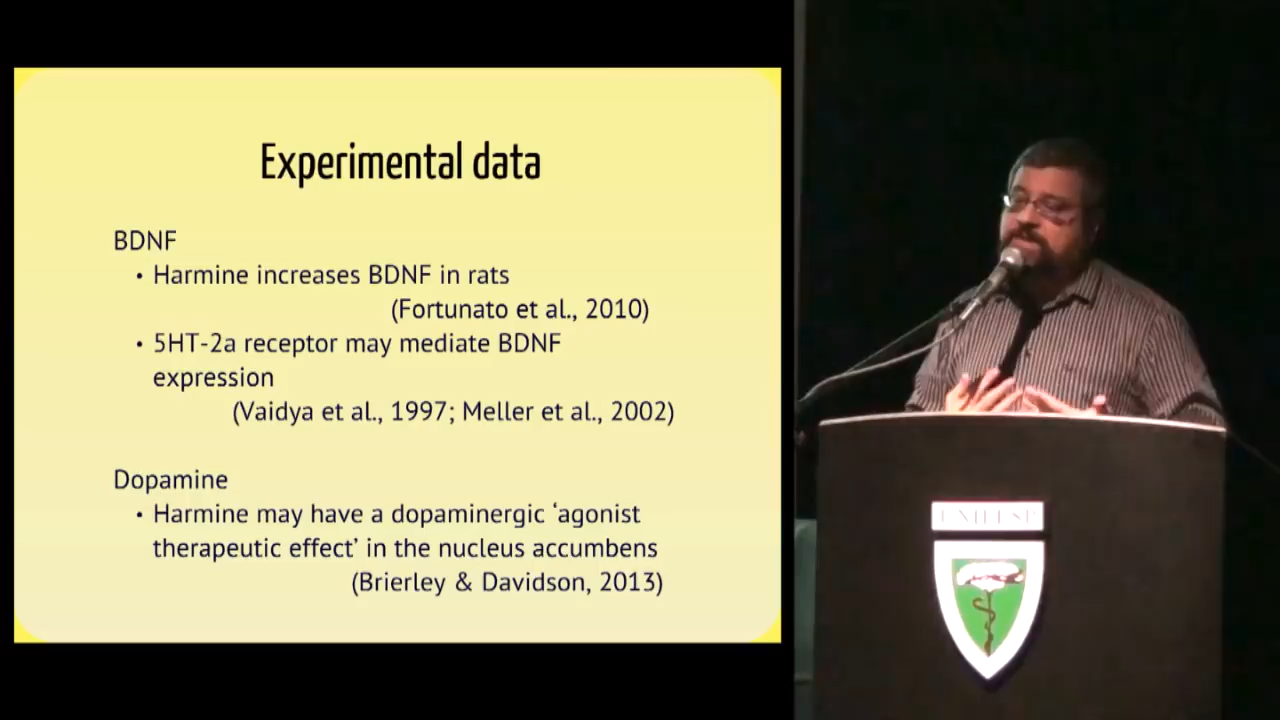 Experimental data
BDNF
• Harmine increases BDNF in rats
(Fortunato et al., 2010)
• 5HT-2a receptor may mediate BDNF
expression
(Vaidya et al., 1997; Meller et al., 2002)
Dopamine
• Harmine may have a dopaminergic ‘agonist
therapeutic effect’ in the nucleus accumbens
(Brierley & Davidson, 2013)
UNIFESP